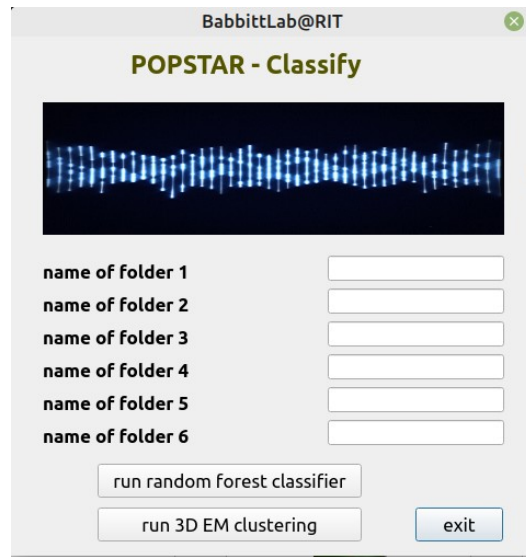 BabbittLab@RIT
POPSTAR - Classify
name of folder 1
name of folder 2
name of folder 3
name of folder 4
name of folder 5
name of folder 6
run random forest classifier
run 3D EM clustering
exit